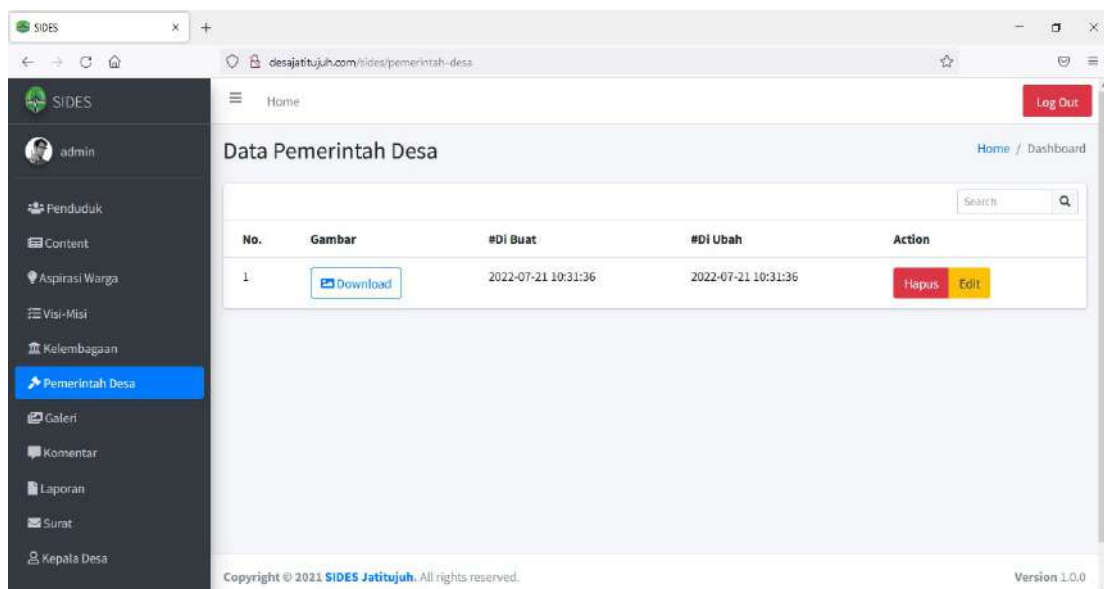 SIDES
desajatitujuh.com/sides/pemerintah-desa
SIDES
Home
Log Out
admin
Data Pemerintah Desa
Home / Dashboard
Penduduk
Content
Aspirasi Warga
Visi-Misi
Kelembagaan
Pemerintah Desa
Galeri
Komentar
Laporan
Surat
Kepala Desa
Search
No. Gambar #Di Buat #Di Ubah Action
1 Download 2022-07-21 10:31:36 2022-07-21 10:31:36 Hapus Edit
Copyright © 2021 SIDES Jatitujuh. All rights reserved.
Version 1.0.0